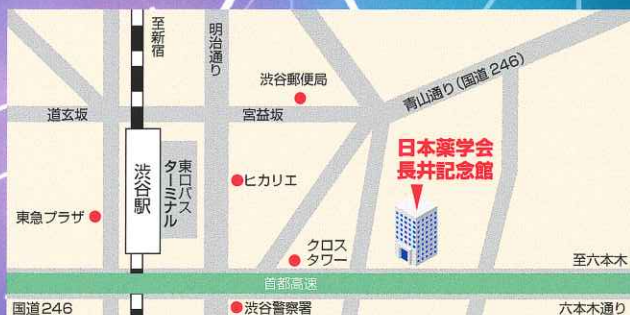 至新宿
明治通り
渋谷郵便局
青山通り(国道246)
道玄坂
宮益坂
日本薬学会
長井記念館
渋谷駅
東口バス
ターミナル
ヒカリエ
東急プラザ
クロス
タワー
至六本木
首都高速
国道246
渋谷警察署
六本木通り